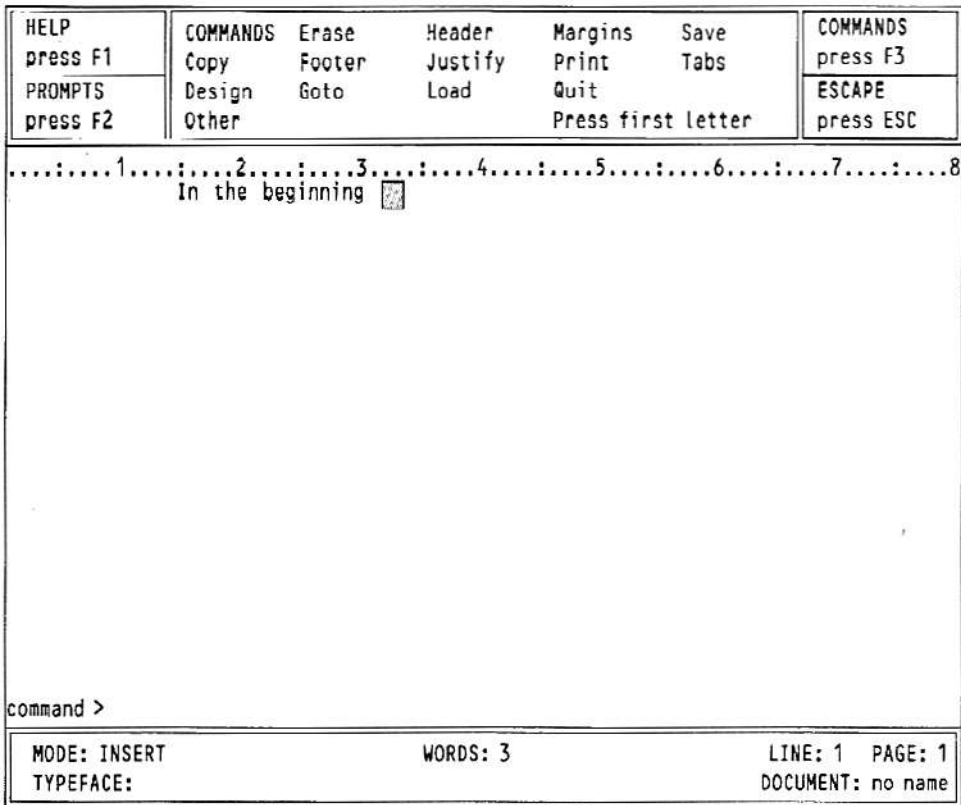 HELP
press F1
PROMPTS
press F2
COMMANDS Erase Header Margins Save
Copy Footer Justify Print Tabs
Design Goto Load Quit
Other Press first letter
COMMANDS
press F3
ESCAPE
press ESC
....:....1....:....2....:....3....:....4....:....5....:....6....:....7....:....8
In the beginning
command >
MODE: INSERT WORDS: 3 LINE: 1 PAGE: 1
TYPEFACE: DOCUMENT: no name